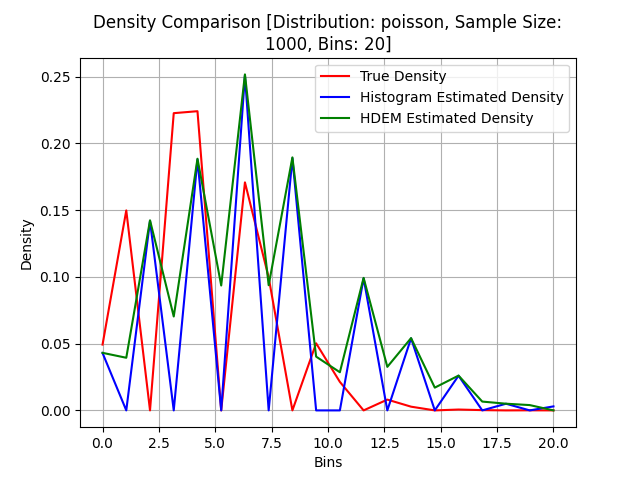 Density Comparison [Distribution: poisson, Sample Size:
1000, Bins: 20]
True Density
Histogram Estimated Density
HDEM Estimated Density
Density
0.25
0.20
0.15
0.10
0.05
0.00
0.0 2.5 5.0 7.5 10.0 12.5 15.0 17.5 20.0
Bins